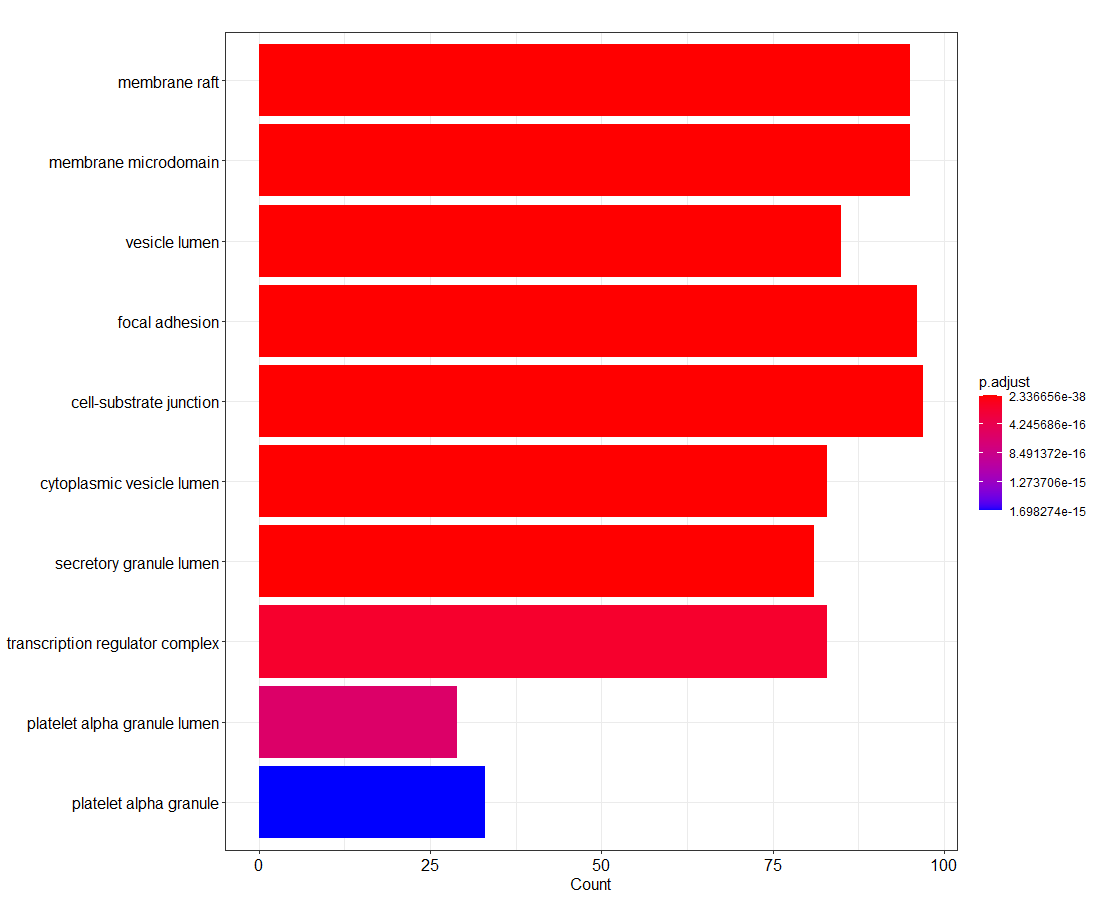 membrane raft
membrane microdomain
vesicle lumen
focal adhesion
cell-substrate junction
cytoplasmic vesicle lumen
secretory granule lumen
transcription regulator complex
platelet alpha granule lumen
platelet alpha granule
0 25 50 75 100
Count
p.adjust
2.336656e-38
4.245686e-16
8.491372e-16
1.273706e-15
1.698274e-15